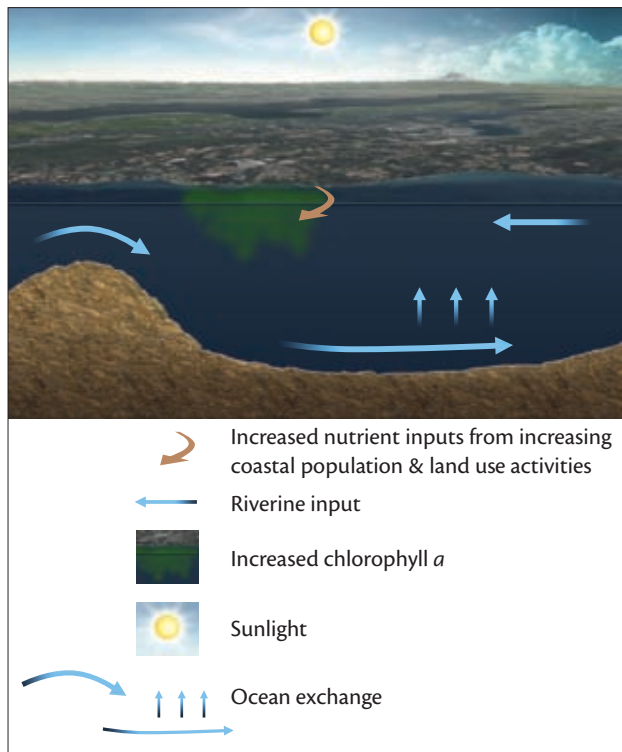 Increased nutrient inputs from increasing
coastal population & land use activities
Riverine input
Increased chlorophyll a
Sunlight
Ocean exchange